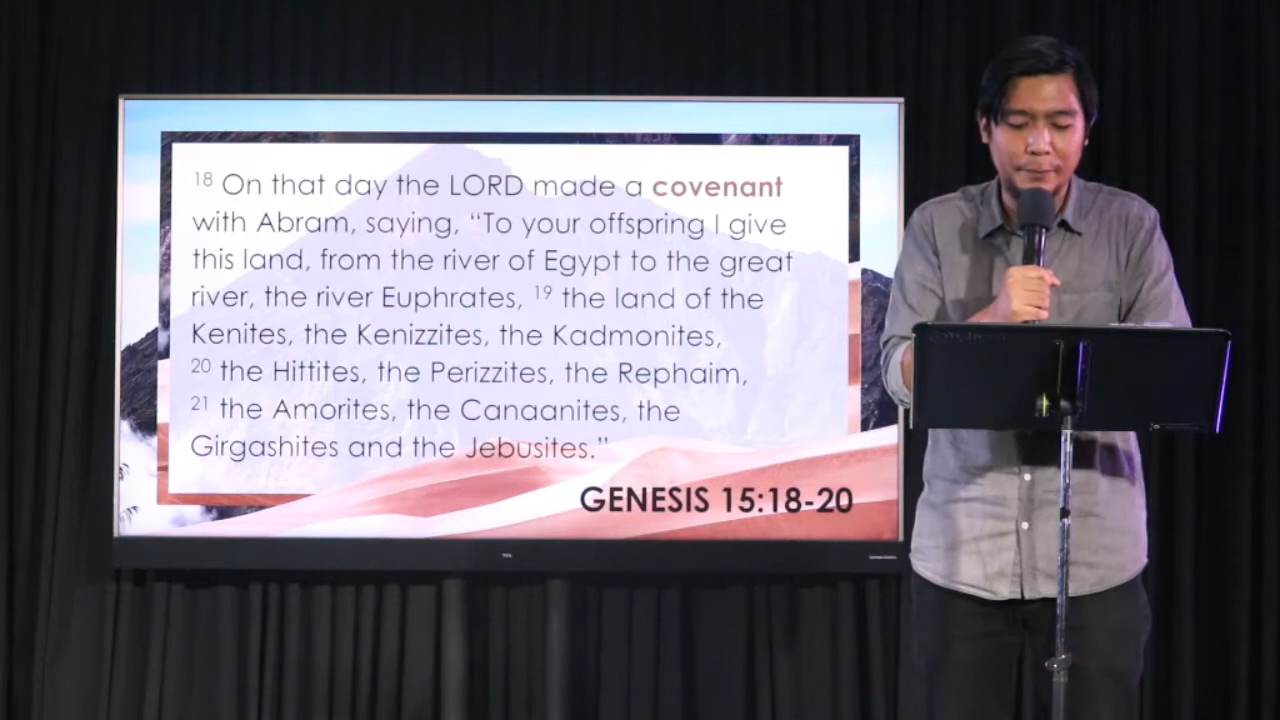 18 On that day the LORD made a covenant
with Abram, saying, “To your offspring I give
this land, from the river of Egypt to the great
river, the river Euphrates, 19 the land of the
Kenites, the Kenizzites, the Kadmonites,
20 the Hittites, the Perizzites, the Rephaim,
21 the Amorites, the Canaanites, the
Girgashites and the Jebusites.”
GENESIS 15:18-20
TCL